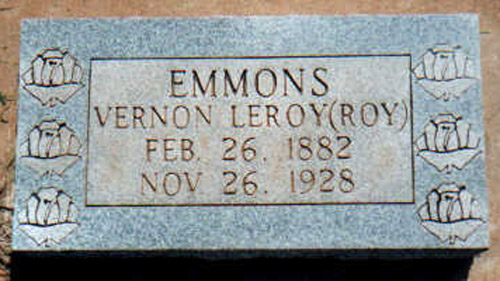 EMMONS
VERNON LEROY(ROY)
FEB. 26. 1882
NOV 26. 1928